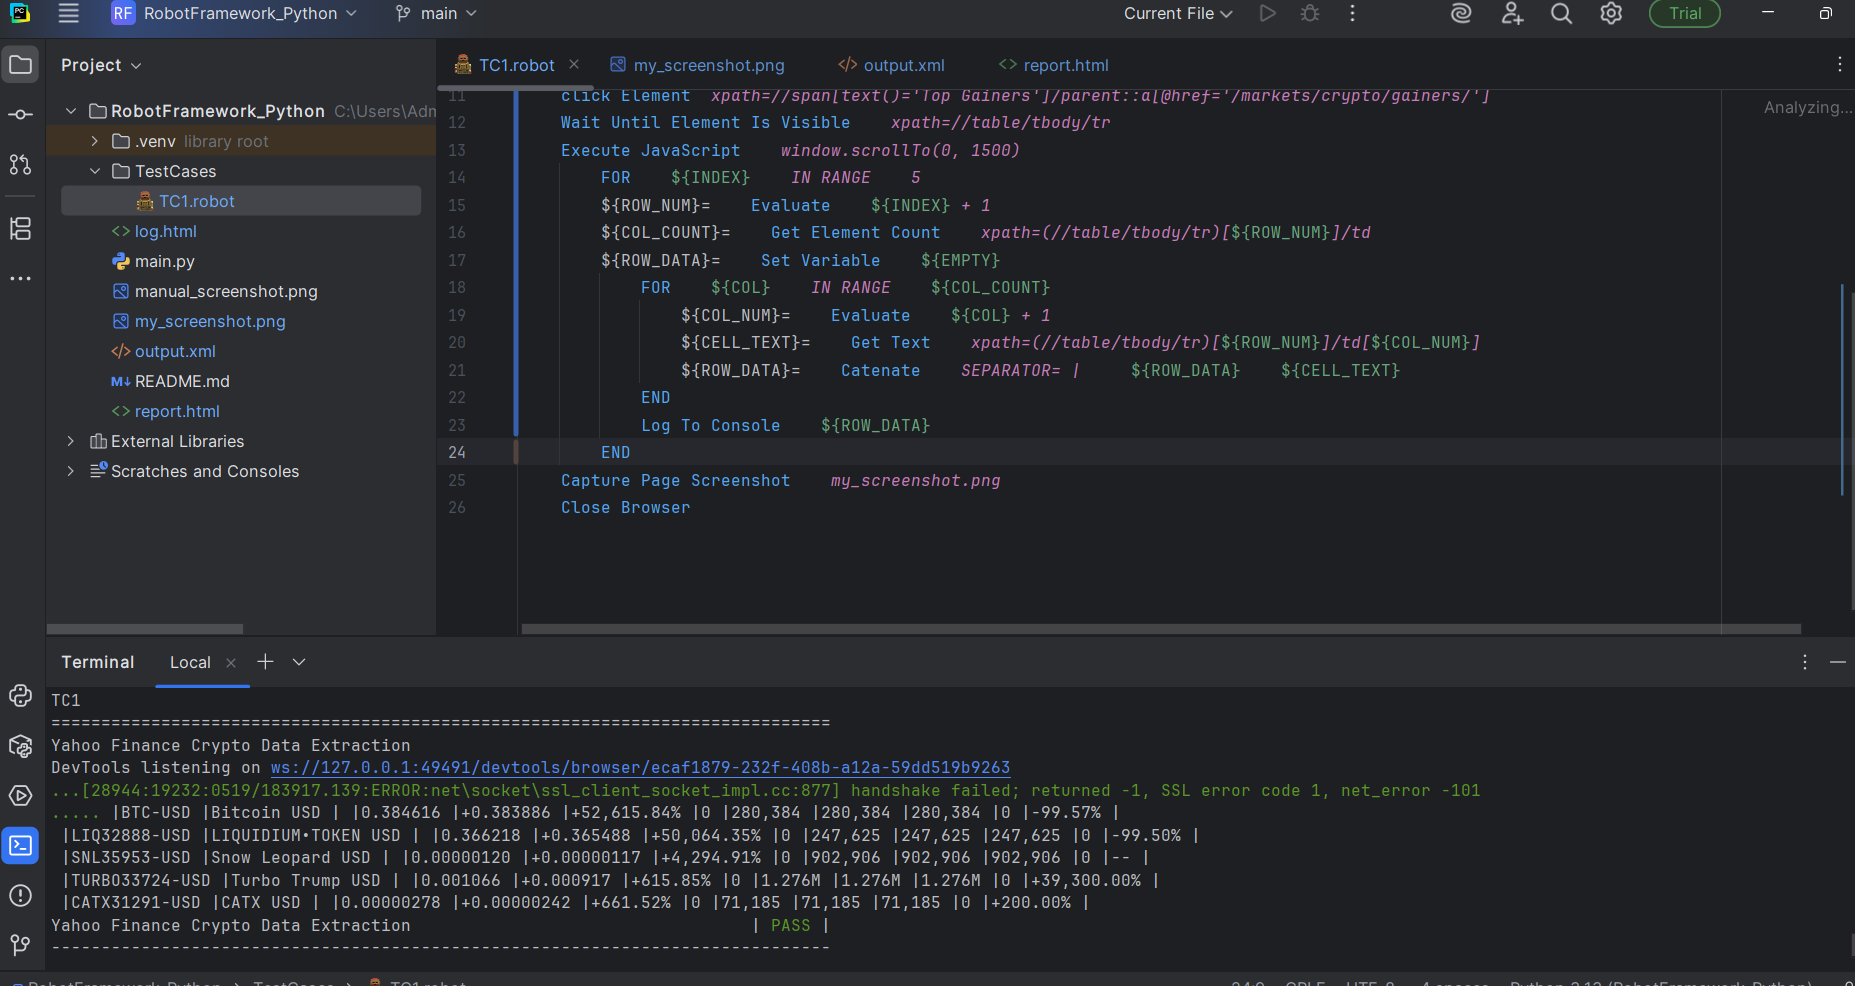 PC RF RobotFramework_Python main Current File Trial
Project
RobotFramework_Python C:\Users\Adm
.venv library root
TestCases
TC1.robot
log.html
main.py
manual_screenshot.png
my_screenshot.png
output.xml
README.md
report.html
External Libraries
Scratches and Consoles
TC1.robot my_screenshot.png output.xml report.html
Analyzing...
11 click Element xpath=//span[text()='Top Gainers']/parent::a[@href='/markets/crypto/gainers/']
12 Wait Until Element Is Visible xpath=//table/tbody/tr
13 Execute JavaScript window.scrollTo(0, 1500)
14 FOR ${INDEX} IN RANGE 5
15 ${ROW_NUM}= Evaluate ${INDEX} + 1
16 ${COL_COUNT}= Get Element Count xpath=(//table/tbody/tr)[${ROW_NUM}]/td
17 ${ROW_DATA}= Set Variable ${EMPTY}
18 FOR ${COL} IN RANGE ${COL_COUNT}
19 ${COL_NUM}= Evaluate ${COL} + 1
20 ${CELL_TEXT}= Get Text xpath=(//table/tbody/tr)[${ROW_NUM}]/td[${COL_NUM}]
21 ${ROW_DATA}= Catenate SEPARATOR= | ${ROW_DATA} ${CELL_TEXT}
22 END
23 Log To Console ${ROW_DATA}
24 END
25 Capture Page Screenshot my_screenshot.png
26 Close Browser
Terminal Local
TC1
==============================================================================
Yahoo Finance Crypto Data Extraction
DevTools listening on ws://127.0.0.1:49491/devtools/browser/ecaf1879-232f-408b-a12a-59dd519b9263
...[28944:19232:0519/183917.139:ERROR:net\socket\ssl_client_socket_impl.cc:877] handshake failed; returned -1, SSL error code 1, net_error -101
..... |BTC-USD |Bitcoin USD | |0.384616 |+0.383886 |+52,615.84% |0 |280,384 |280,384 |280,384 |0 |-99.57% |
|LIQ32888-USD |LIQUIDIUM•TOKEN USD | |0.366218 |+0.365488 |+50,064.35% |0 |247,625 |247,625 |247,625 |0 |-99.50% |
|SNL35953-USD |Snow Leopard USD | |0.00000120 |+0.00000117 |+4,294.91% |0 |902,906 |902,906 |902,906 |0 |-- |
|TURBO33724-USD |Turbo Trump USD | |0.001066 |+0.000917 |+615.85% |0 |1.276M |1.276M |1.276M |0 |+39,300.00% |
|CATX31291-USD |CATX USD | |0.00000278 |+0.00000242 |+661.52% |0 |71,185 |71,185 |71,185 |0 |+200.00% |
Yahoo Finance Crypto Data Extraction | PASS |
------------------------------------------------------------------------------